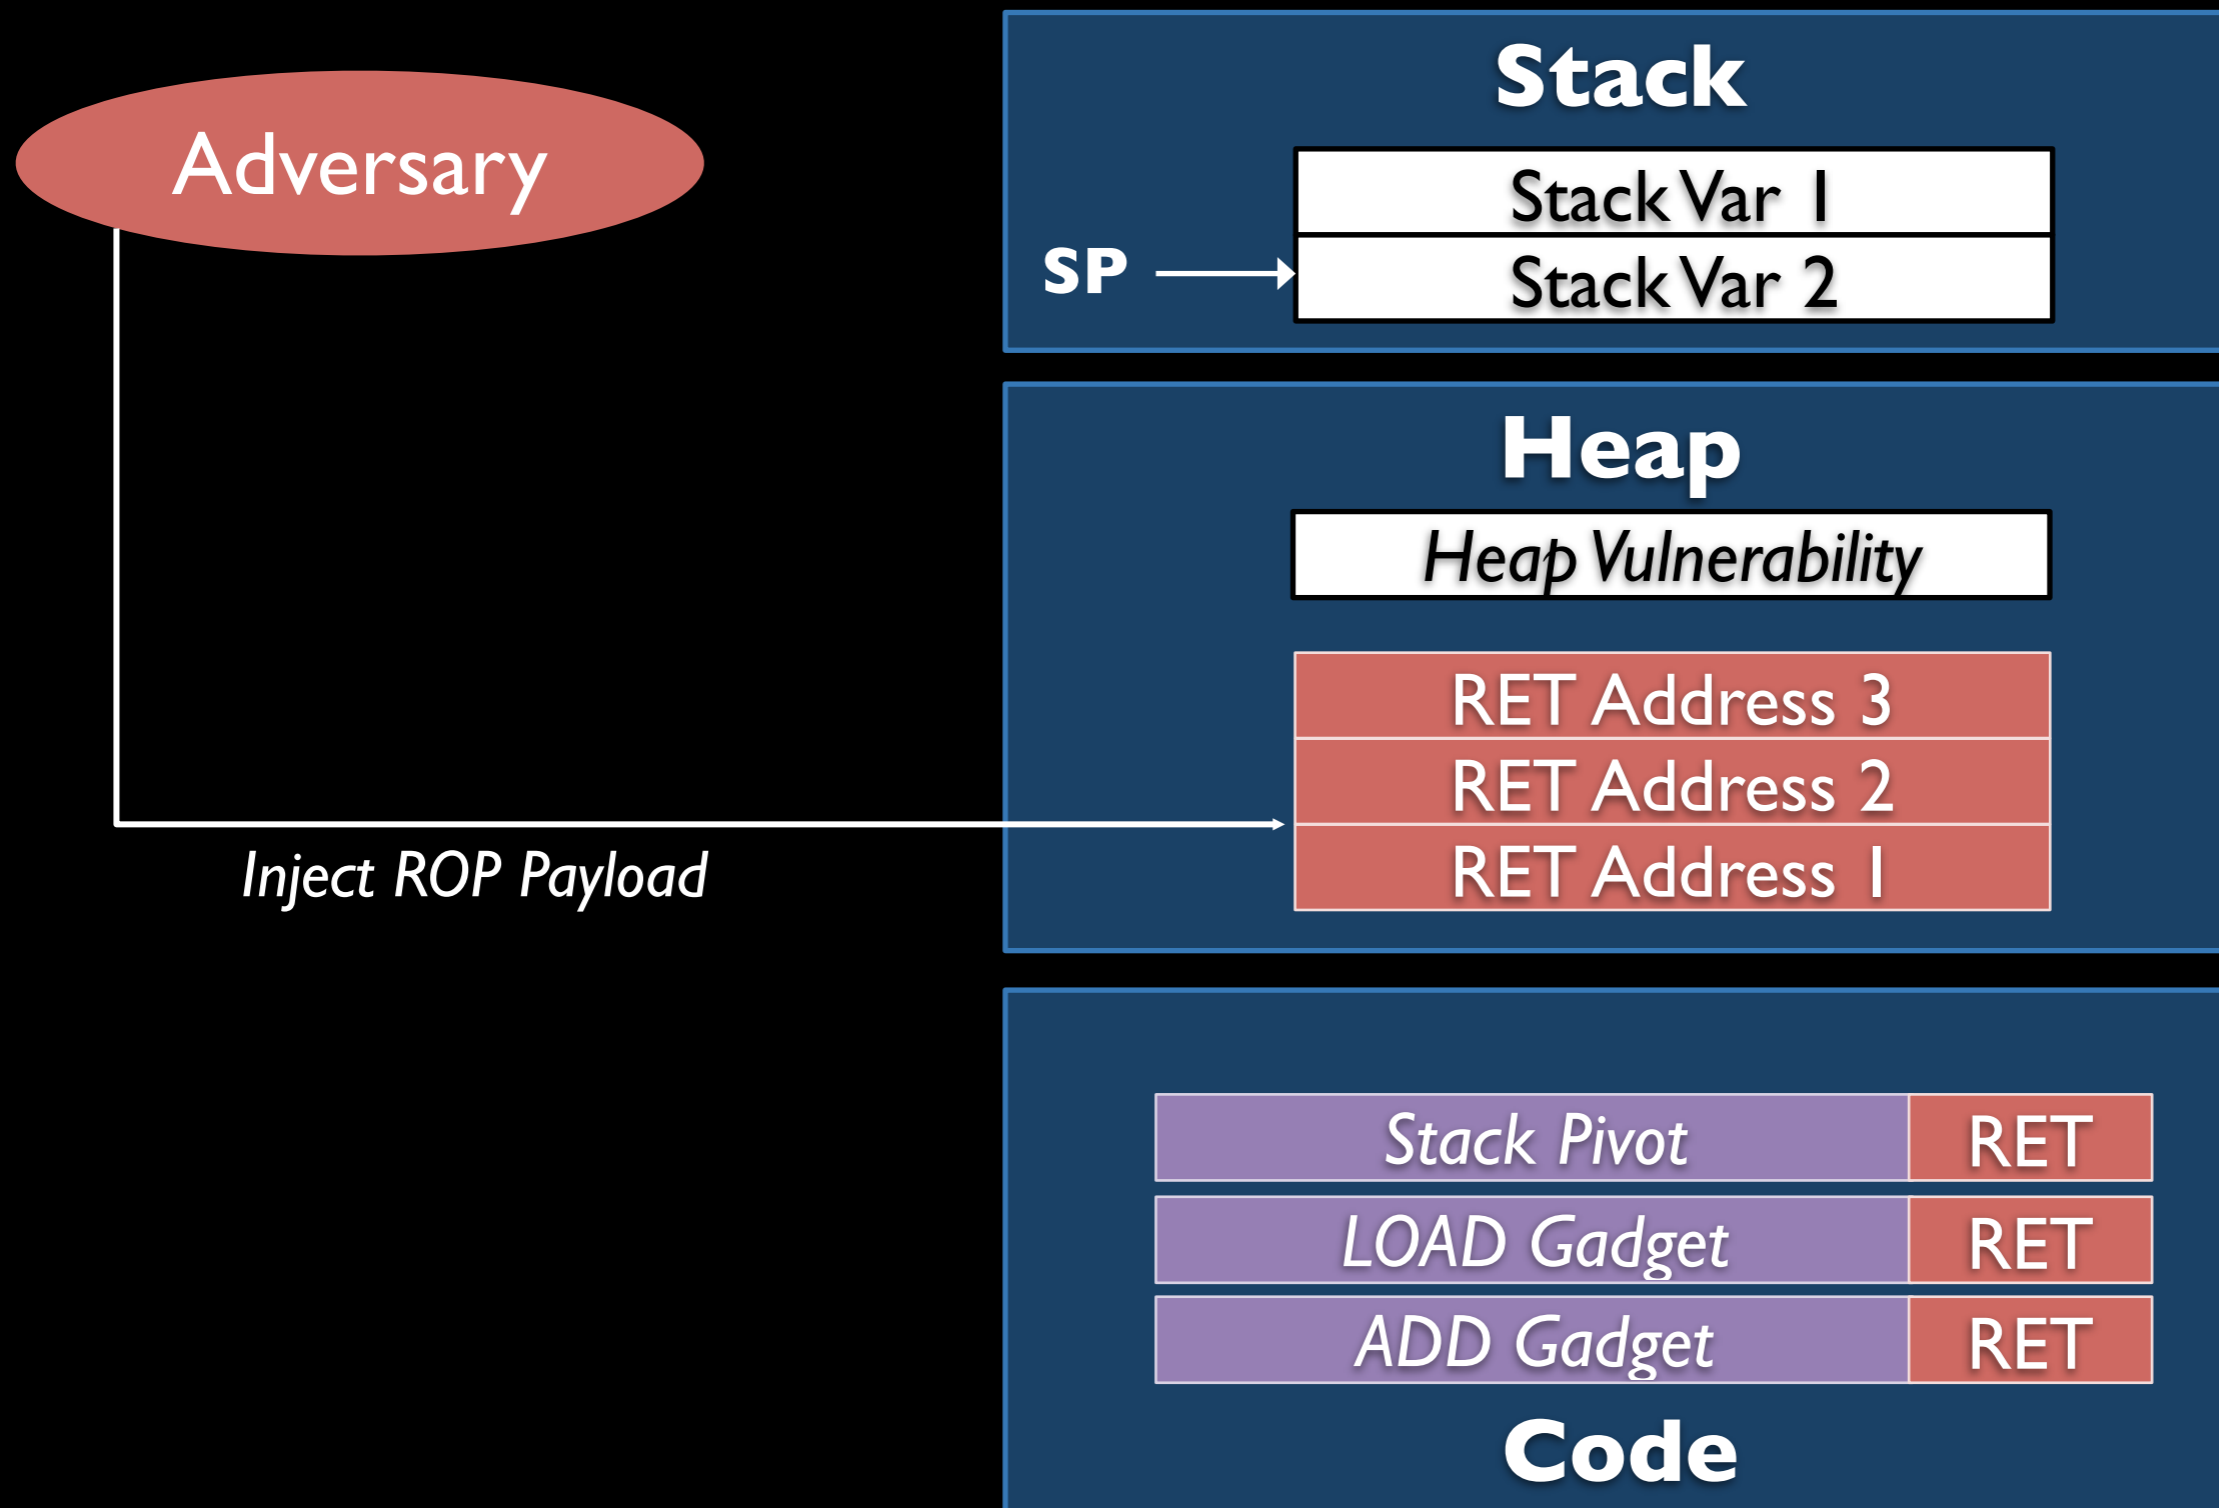 Adversary
Stack
Stack Var 1
SP
Stack Var 2
Heap
Heap Vulnerability
RET Address 3
RET Address 2
RET Address 1
Inject ROP Payload
Stack Pivot RET
LOAD Gadget RET
ADD Gadget RET
Code